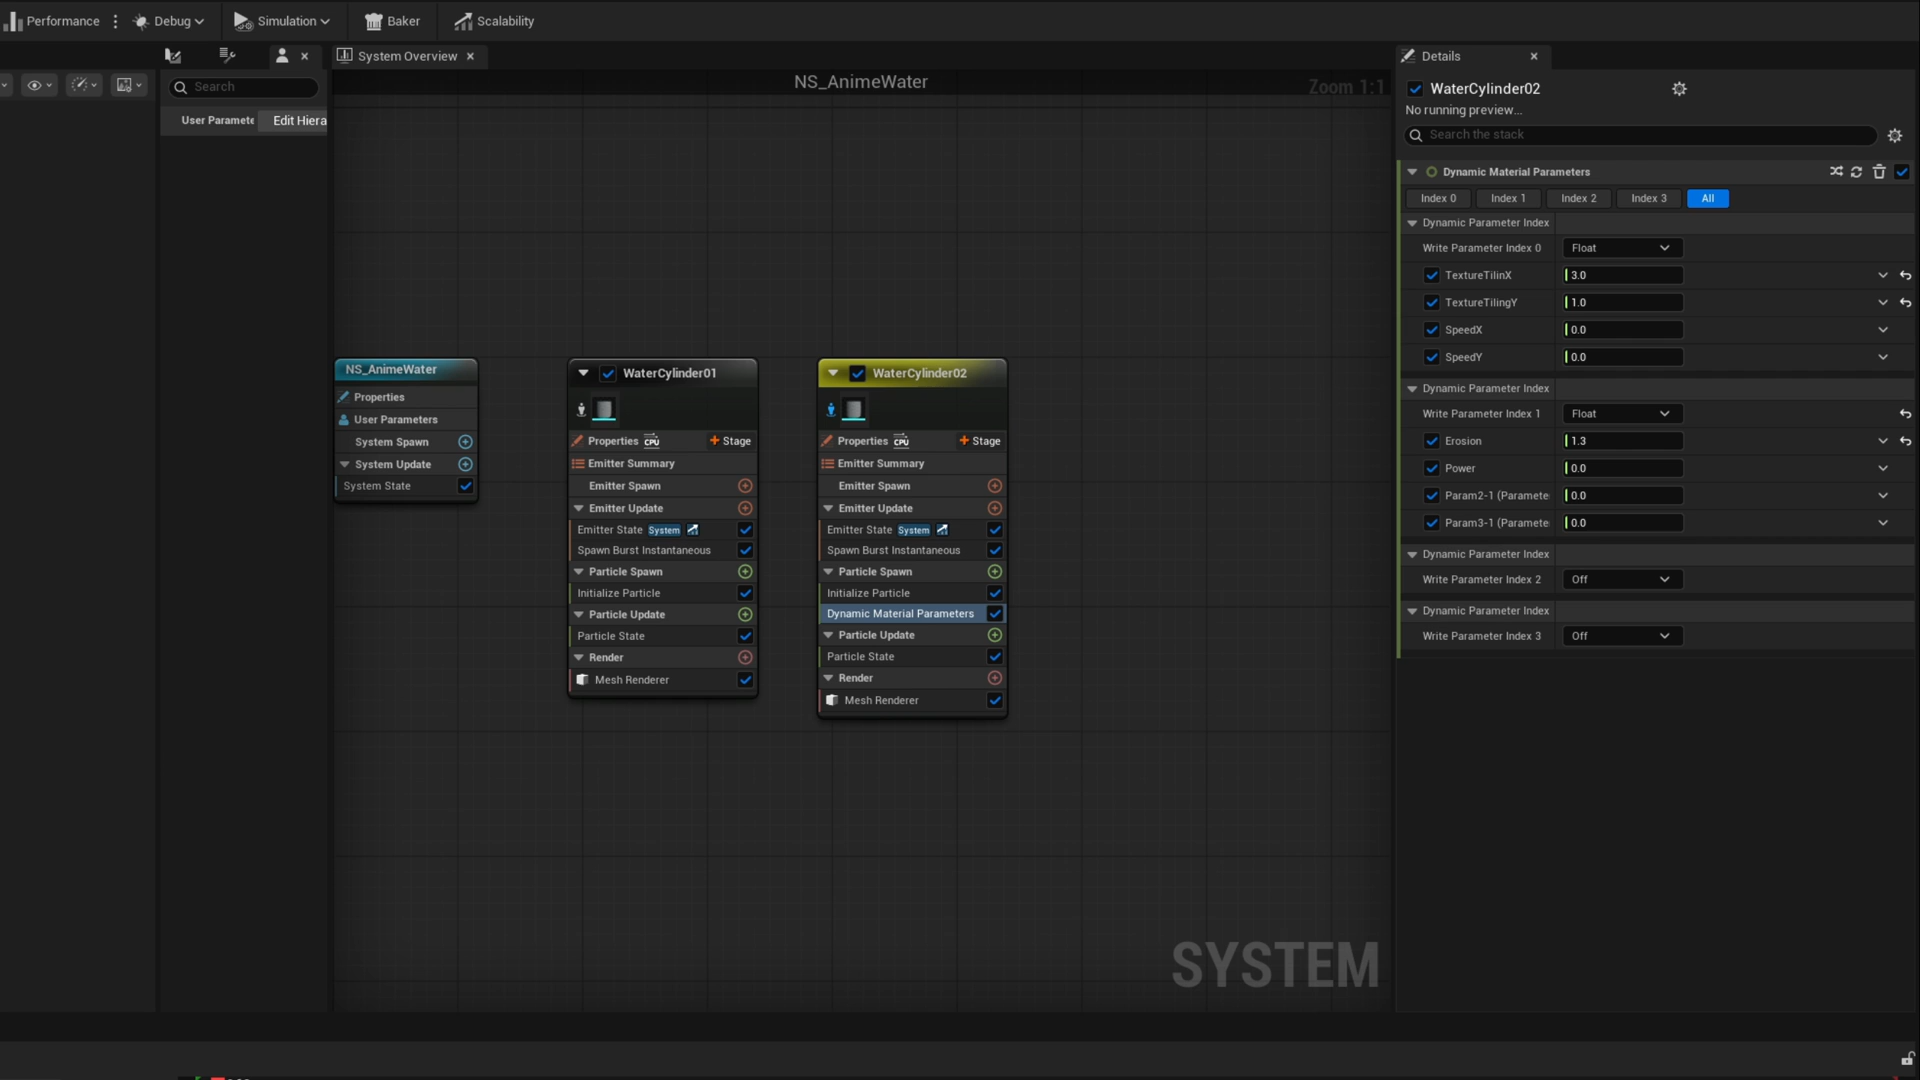 Performance
Debug
Simulation
Baker
Scalability
System Overview
Details
Search
User Paramete
Edit Hiera
NS_AnimeWater
Zoom 1:1
NS_AnimeWater
Properties
User Parameters
System Spawn
System Update
System State
WaterCylinder01
Properties CPU
Stage
Emitter Summary
Emitter Spawn
Emitter Update
Emitter State System
Spawn Burst Instantaneous
Particle Spawn
Initialize Particle
Particle Update
Particle State
Render
Mesh Renderer
WaterCylinder02
Properties CPU
Stage
Emitter Summary
Emitter Spawn
Emitter Update
Emitter State System
Spawn Burst Instantaneous
Particle Spawn
Initialize Particle
Dynamic Material Parameters
Particle Update
Particle State
Render
Mesh Renderer
SYSTEM
WaterCylinder02
No running preview...
Search the stack
Dynamic Material Parameters
Index 0 Index 1 Index 2 Index 3 All
Dynamic Parameter Index
Write Parameter Index 0 Float
TextureTilinX 3.0
TextureTilingY 1.0
SpeedX 0.0
SpeedY 0.0
Dynamic Parameter Index
Write Parameter Index 1 Float
Erosion 1.3
Power 0.0
Param2-1 (Paramete 0.0
Param3-1 (Paramete 0.0
Dynamic Parameter Index
Write Parameter Index 2 Off
Dynamic Parameter Index
Write Parameter Index 3 Off